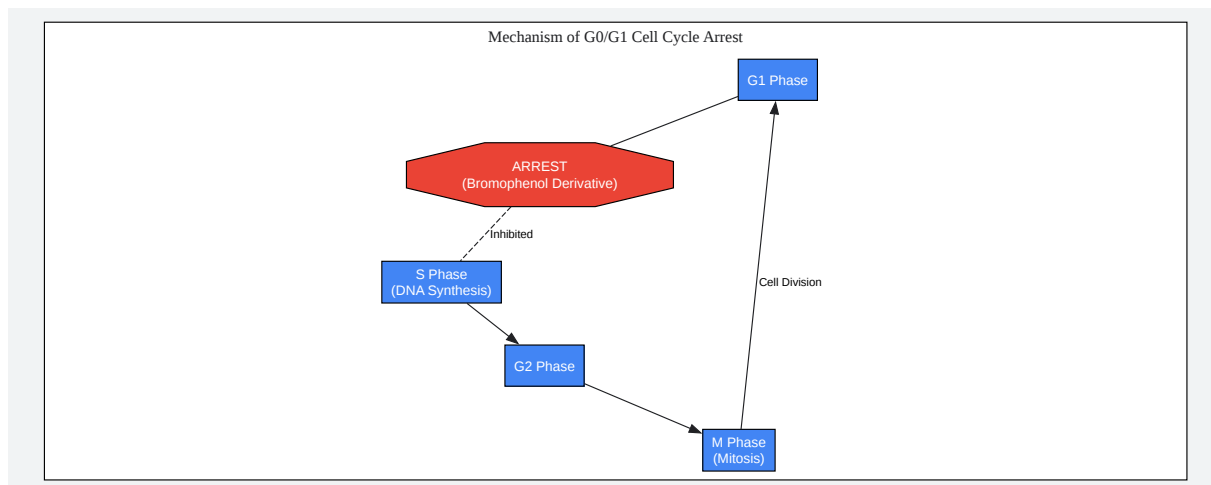 Mechanism of G0/G1 Cell Cycle Arrest
G1 Phase
ARREST
(Bromophenol Derivative)
Inhibited
S Phase
(DNA Synthesis)
Cell Division
G2 Phase
M Phase
(Mitosis)